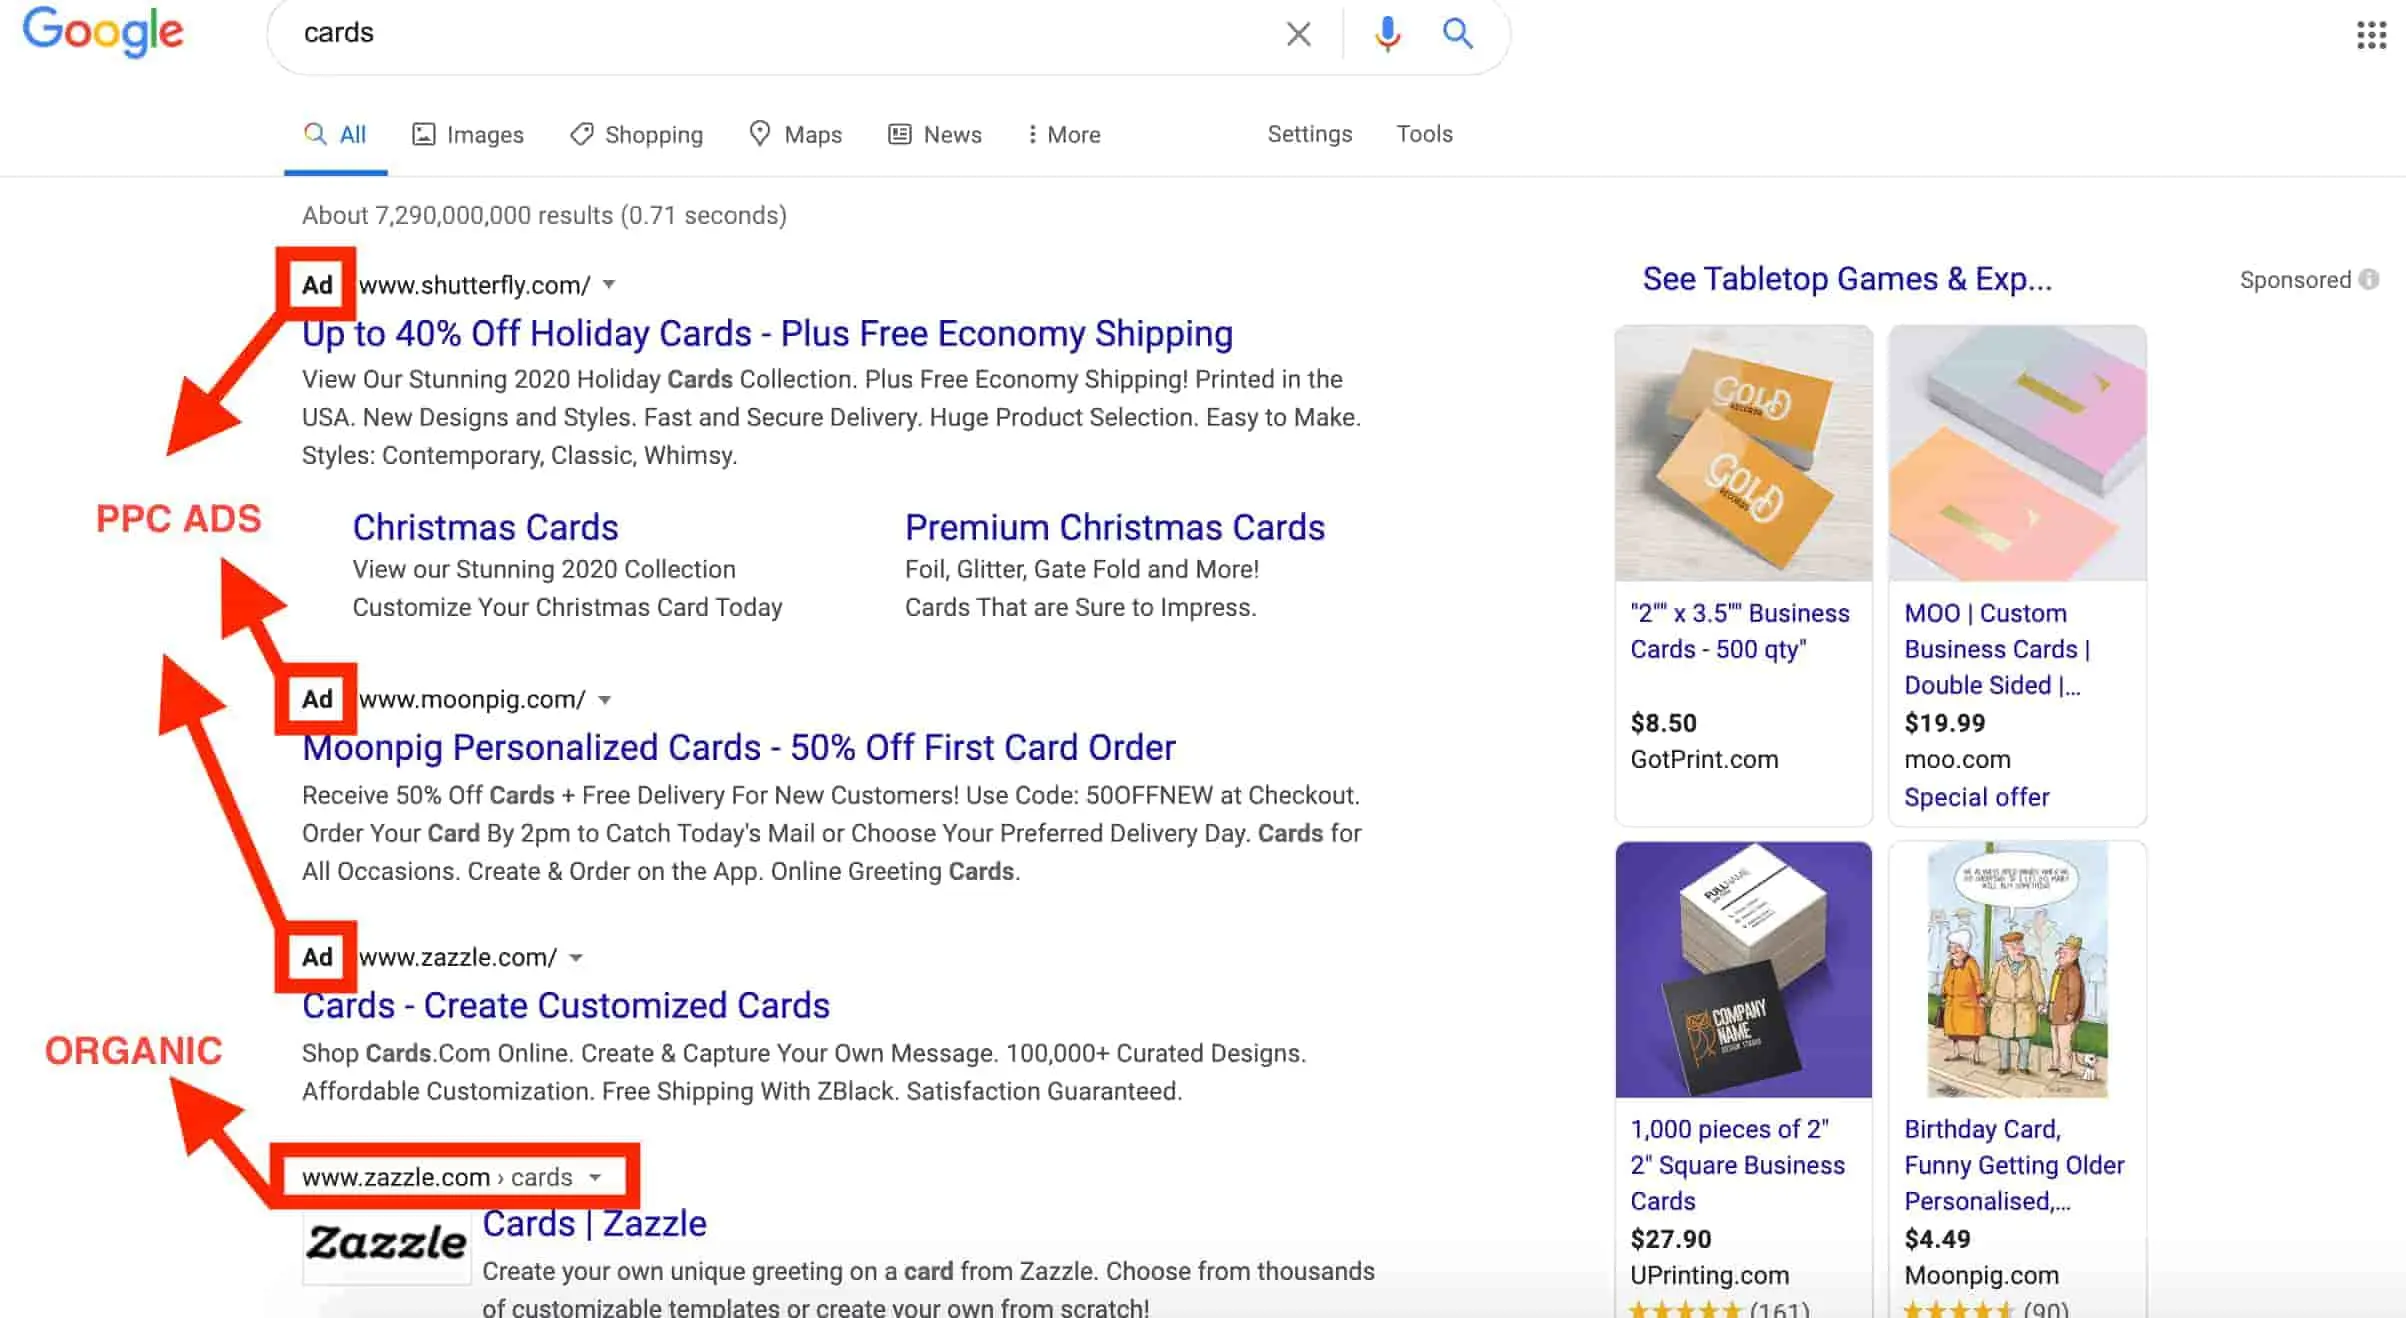 Google
cards
All
Images
Shopping
Maps
News
More
Settings
Tools
About 7,290,000,000 results (0.71 seconds)
Ad www.shutterfly.com/
Up to 40% Off Holiday Cards - Plus Free Economy Shipping
View Our Stunning 2020 Holiday Cards Collection. Plus Free Economy Shipping! Printed in the
USA. New Designs and Styles. Fast and Secure Delivery. Huge Product Selection. Easy to Make.
Styles: Contemporary, Classic, Whimsy.
PPC ADS
Christmas Cards
View our Stunning 2020 Collection
Customize Your Christmas Card Today
Premium Christmas Cards
Foil, Glitter, Gate Fold and More!
Cards That are Sure to Impress.
Ad www.moonpig.com/
Moonpig Personalized Cards - 50% Off First Card Order
Receive 50% Off Cards + Free Delivery For New Customers! Use Code: 50OFFNEW at Checkout.
Order Your Card By 2pm to Catch Today's Mail or Choose Your Preferred Delivery Day. Cards for
All Occasions. Create & Order on the App. Online Greeting Cards.
Ad www.zazzle.com/
Cards - Create Customized Cards
Shop Cards.Com Online. Create & Capture Your Own Message. 100,000+ Curated Designs.
Affordable Customization. Free Shipping With ZBlack. Satisfaction Guaranteed.
ORGANIC
www.zazzle.com › cards
Zazzle
Cards | Zazzle
Create your own unique greeting on a card from Zazzle. Choose from thousands
of customizable templates or create your own from scratch!
See Tabletop Games & Exp...
Sponsored
GOLD
RECORDS
GOLD
RECORDS
"2"" x 3.5"" Business
Cards - 500 qty"
$8.50
GotPrint.com
MOO | Custom
Business Cards |
Double Sided |...
$19.99
moo.com
Special offer
FULL NAME
COMPANY
NAME
DESIGN STUDIO
1,000 pieces of 2"
2" Square Business
Cards
$27.90
UPrinting.com
(161)
Birthday Card,
Funny Getting Older
Personalised,...
$4.49
Moonpig.com
(90)